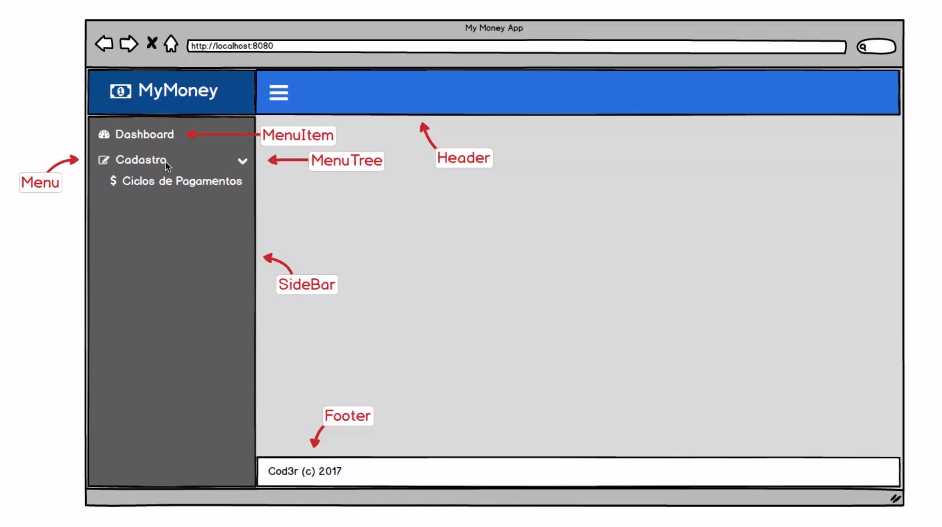 My Money App
http://localhost:8080
MyMoney
Dashboard
MenuItem
Cadastro
MenuTree
Header
Menu
$ Ciclos de Pagamentos
SideBar
Footer
Cod3r (c) 2017